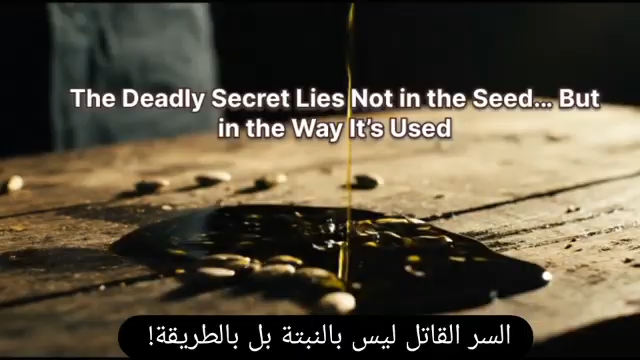 The Deadly Secret Lies Not in the Seed... But
in the Way It's Used
السر القاتل ليس بالنبتة بل بالطريقة!